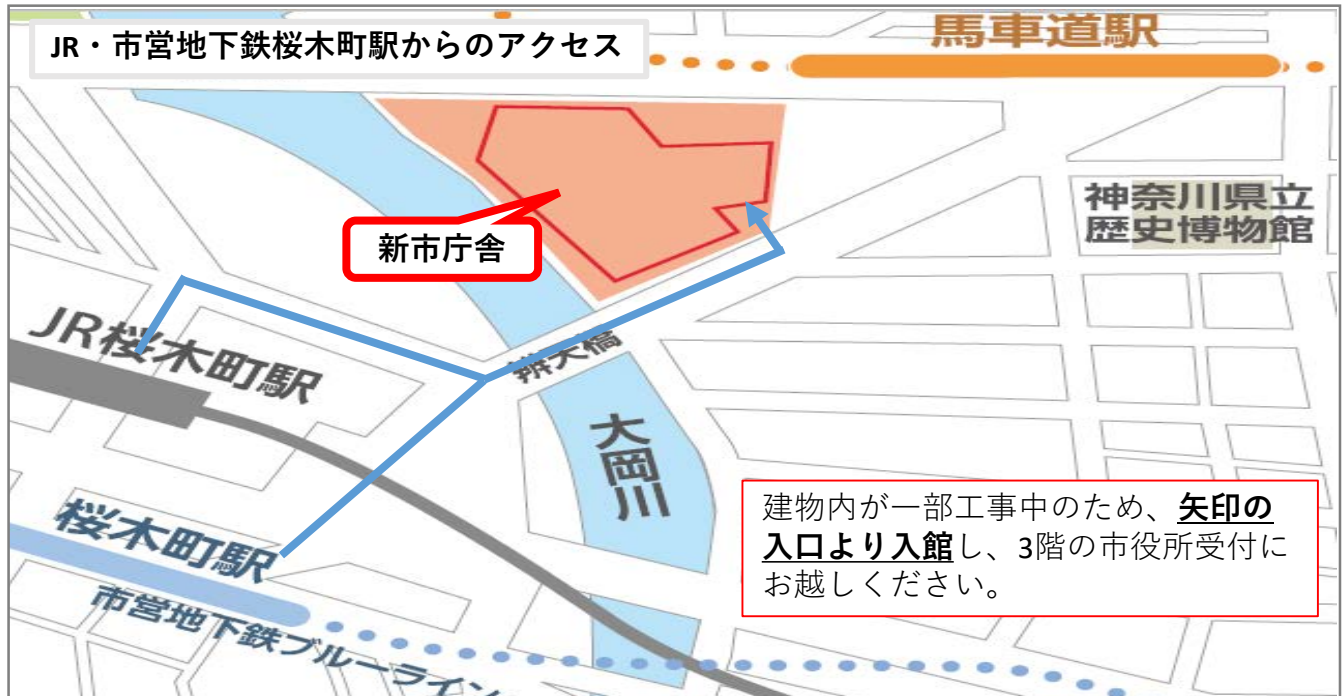 JR・市営地下鉄桜木町駅からのアクセス
馬車道駅
神奈川県立
歴史博物館
新市庁舎
JR桜木町駅
辨天橋
大岡川
桜木町駅
市営地下鉄ブルーライン
建物内が一部工事中のため、矢印の
入口より入館し、3階の市役所受付に
お越しください。